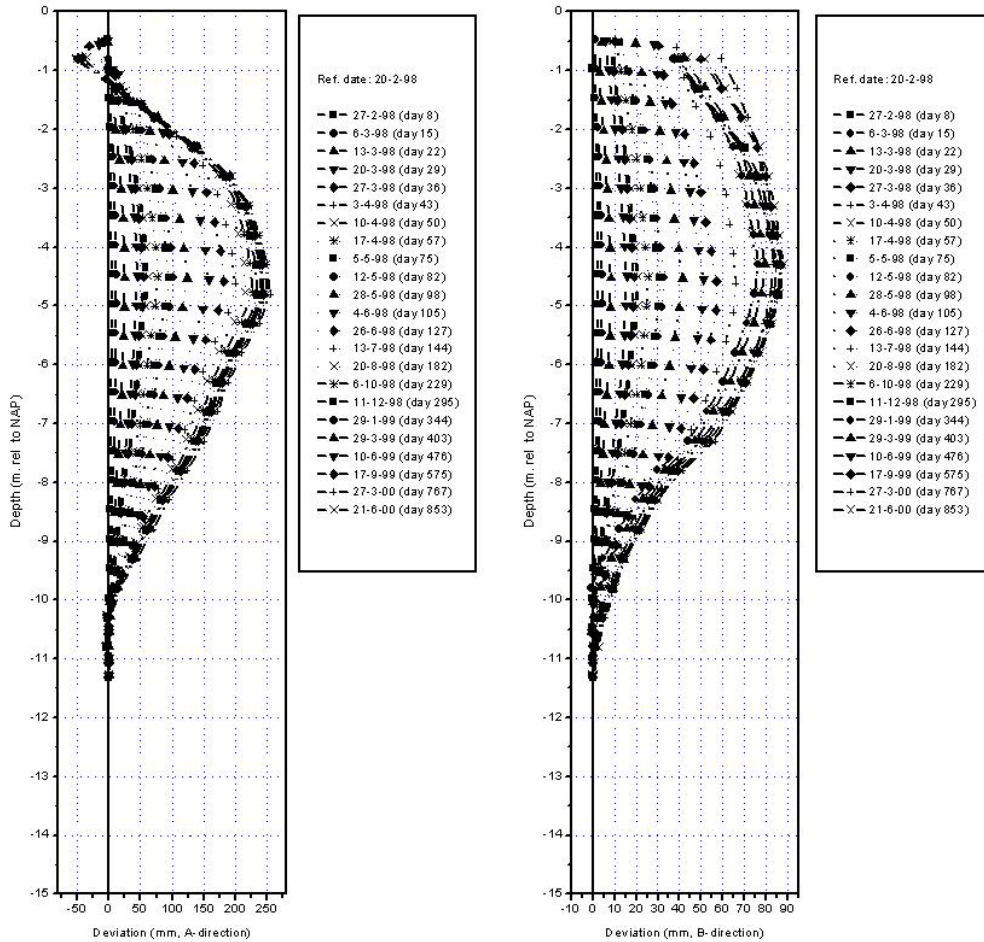 0
-1
-2
-3
-4
-5
-6
-7
-8
-9
-10
-11
-12
-13
-14
-15
Depth (m. rel to NAP)
-50 0 50 100 150 200 250
Deviation (mm, A-direction)
Ref. date: 20-2-98
27-2-98 (day 8)
6-3-98 (day 15)
13-3-98 (day 22)
20-3-98 (day 29)
27-3-98 (day 36)
3-4-98 (day 43)
10-4-98 (day 50)
17-4-98 (day 57)
5-5-98 (day 75)
12-5-98 (day 82)
28-5-98 (day 98)
4-6-98 (day 105)
26-6-98 (day 127)
13-7-98 (day 144)
20-8-98 (day 182)
6-10-98 (day 229)
11-12-98 (day 295)
29-1-99 (day 344)
29-3-99 (day 403)
10-6-99 (day 476)
17-9-99 (day 575)
27-3-00 (day 767)
21-6-00 (day 853)
0
-1
-2
-3
-4
-5
-6
-7
-8
-9
-10
-11
-12
-13
-14
-15
Depth (m. rel to NAP)
-10 0 10 20 30 40 50 60 70 80 90
Deviation (mm, B-direction)
Ref. date: 20-2-98
27-2-98 (day 8)
6-3-98 (day 15)
13-3-98 (day 22)
20-3-98 (day 29)
27-3-98 (day 36)
3-4-98 (day 43)
10-4-98 (day 50)
17-4-98 (day 57)
5-5-98 (day 75)
12-5-98 (day 82)
28-5-98 (day 98)
4-6-98 (day 105)
26-6-98 (day 127)
13-7-98 (day 144)
20-8-98 (day 182)
6-10-98 (day 229)
11-12-98 (day 295)
29-1-99 (day 344)
29-3-99 (day 403)
10-6-99 (day 476)
17-9-99 (day 575)
27-3-00 (day 767)
21-6-00 (day 853)